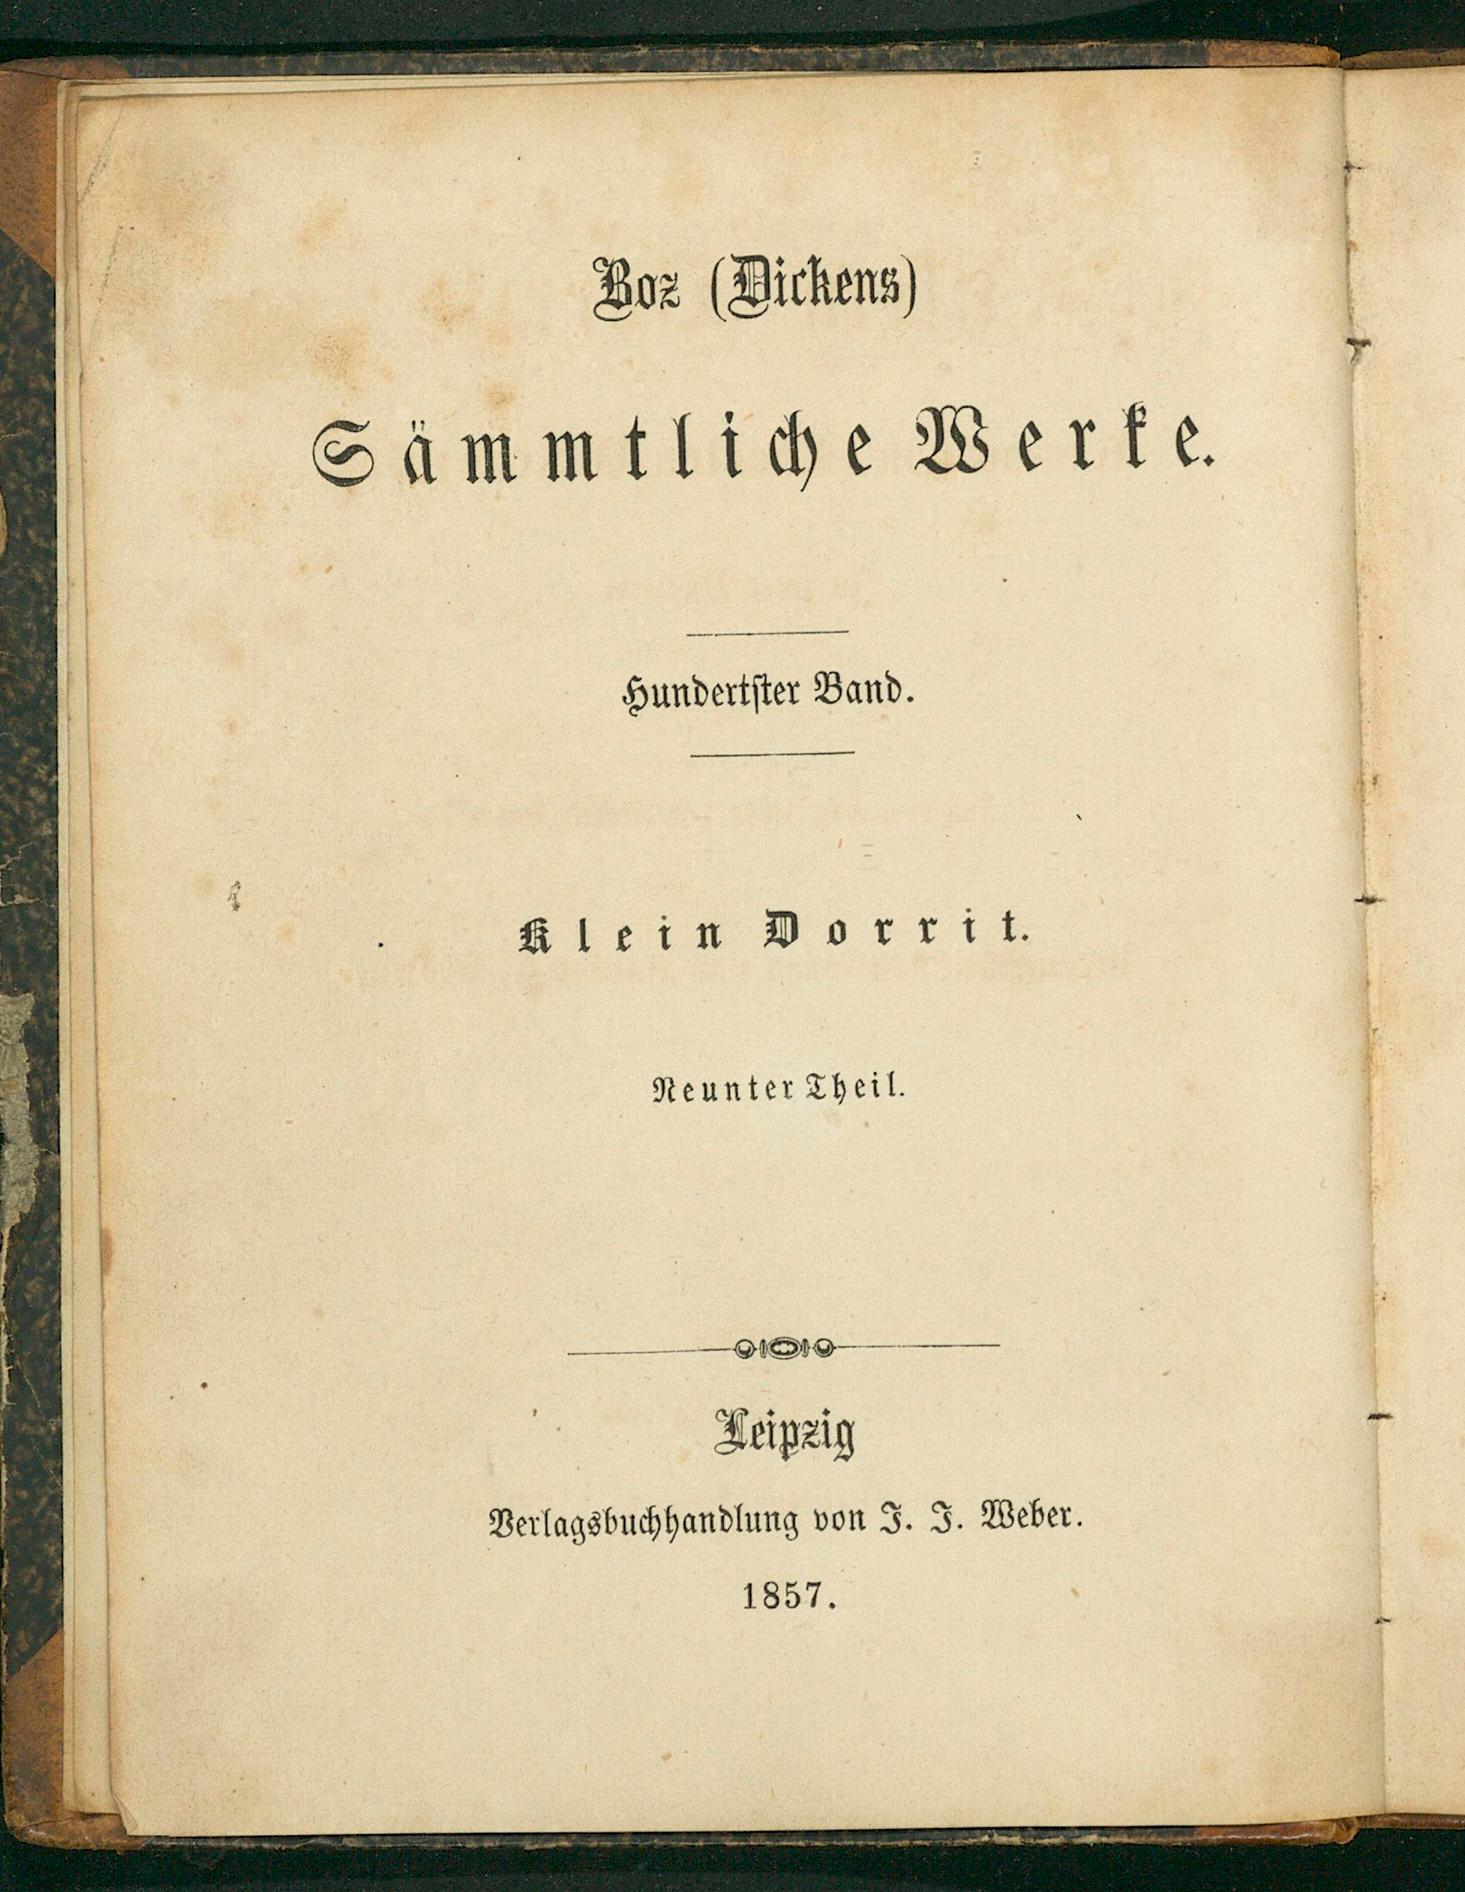 Boz (Dickens)
Sämmtliche Werke.
Hundertſter Band.
Klein Dorrit.
Neunter Theil.
Leipzig
Verlagsbuchhandlung von J. J. Weber.
1857.